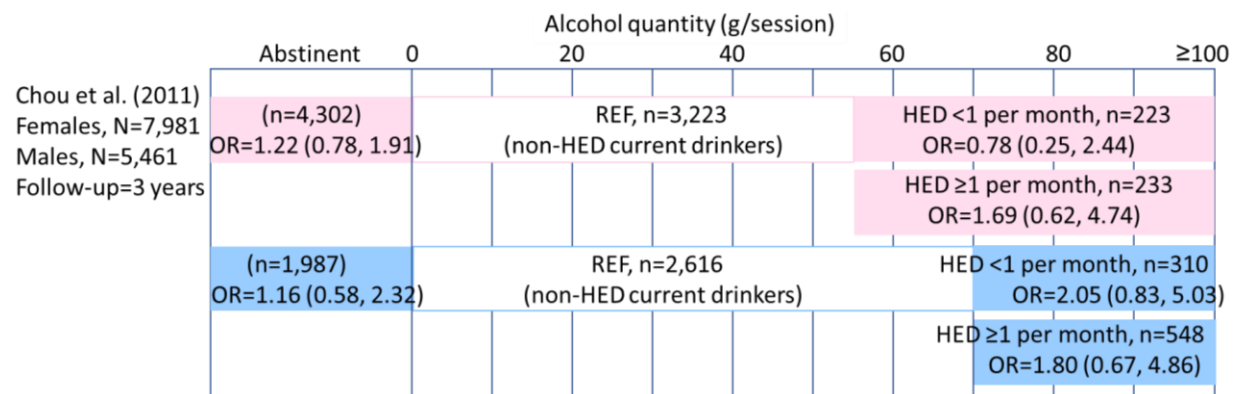 Alcohol quantity (g/session)
Abstinent 0 20 40 60 80 ≥100
Chou et al. (2011)
Females, N=7,981
Males, N=5,461
Follow-up=3 years
(n=4,302)
OR=1.22 (0.78, 1.91)
REF, n=3,223
(non-HED current drinkers)
HED <1 per month, n=223
OR=0.78 (0.25, 2.44)
HED ≥1 per month, n=233
OR=1.69 (0.62, 4.74)
(n=1,987)
OR=1.16 (0.58, 2.32)
REF, n=2,616
(non-HED current drinkers)
HED <1 per month, n=310
OR=2.05 (0.83, 5.03)
HED ≥1 per month, n=548
OR=1.80 (0.67, 4.86)